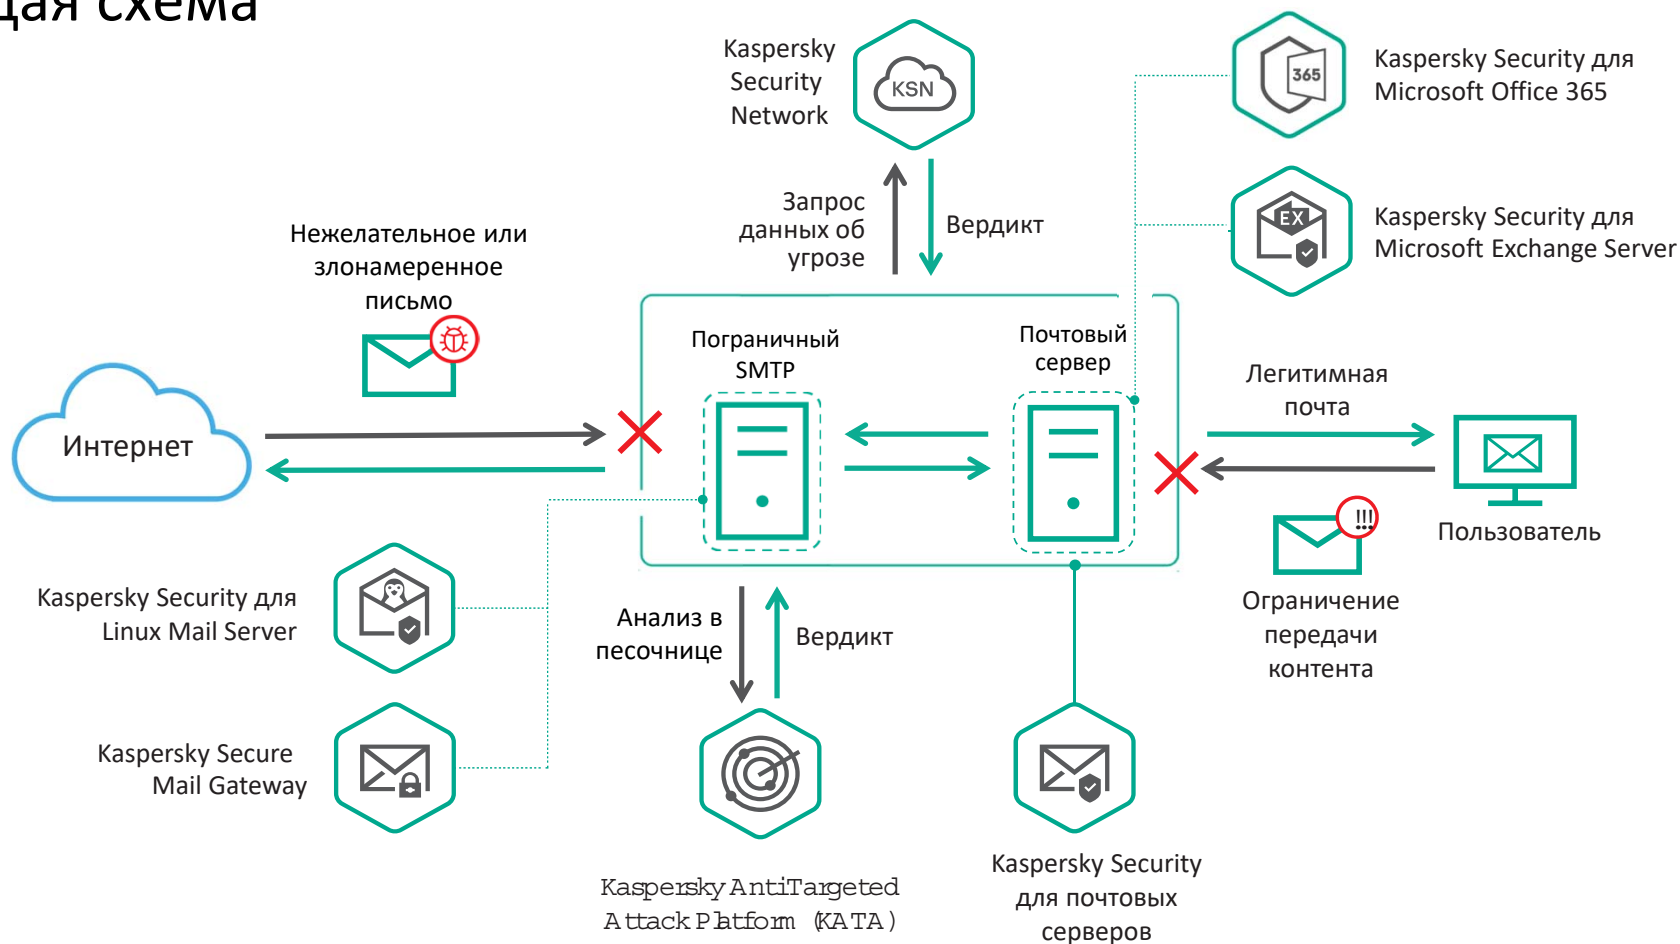 щая схема
Kaspersky
Security
Network
KSN
365
Kaspersky Security для
Microsoft Office 365
Запрос
данных об
угрозе
Вердикт
EX
Kaspersky Security для
Microsoft Exchange Server
Нежелательное или
злонамеренное
письмо
Пограничный
SMTP
Почтовый
сервер
Легитимная
почта
Интернет
!!!
Пользователь
Ограничение
передачи
контента
Kaspersky Security для
Linux Mail Server
Анализ в
песочнице
Вердикт
Kaspersky Secure
Mail Gateway
Kaspersky AntiTargeted
Attack Platform (KATA)
Kaspersky Security
для почтовых
серверов